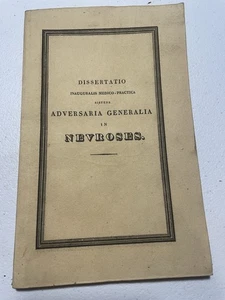 DISSERTATIO
INAUGURALIS MEDICO-PRACTICA
SISTENS
ADVERSARIA GENERALIA
IN
NEVROSES.